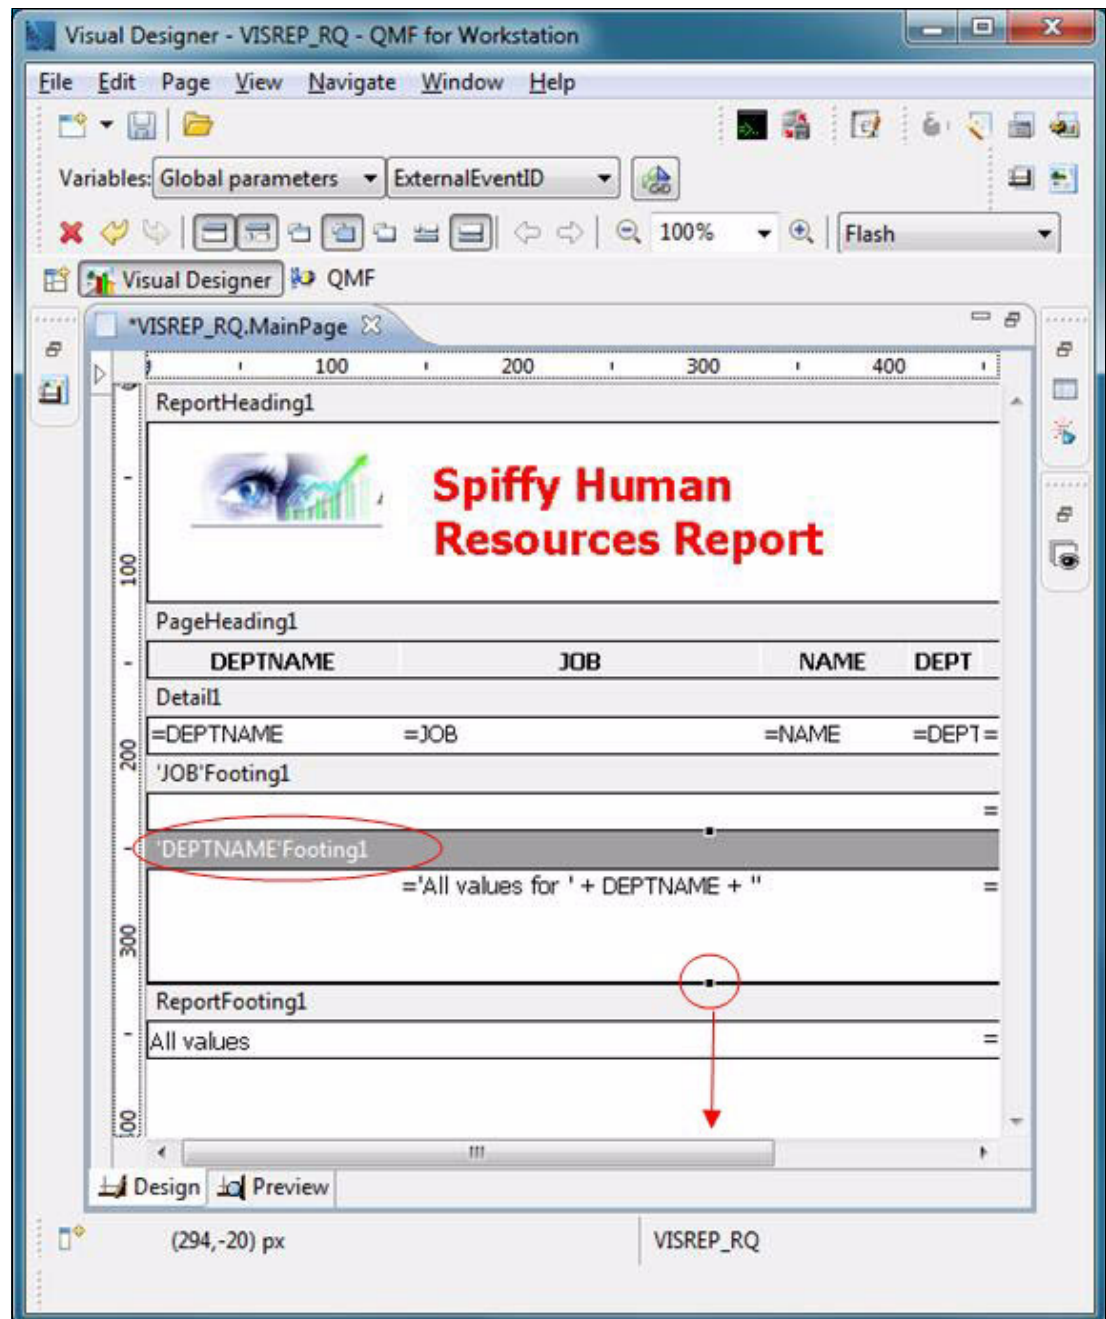 Visual Designer - VISREP_RQ - QMF for Workstation
File Edit Page View Navigate Window Help
Variables: Global parameters ExternalEventID
100% Flash
Visual Designer QMF
*VISREP_RQ.MainPage
100 200 300 400
ReportHeading1
Spiffy Human
Resources Report
100
PageHeading1
DEPTNAME JOB NAME DEPT
Detail1
=DEPTNAME =JOB =NAME =DEPT=
200
'JOB'Footing1
=
'DEPTNAME'Footing1
='All values for ' + DEPTNAME + '' =
300
ReportFooting1
All values =
Design Preview
(294,-20) px VISREP_RQ